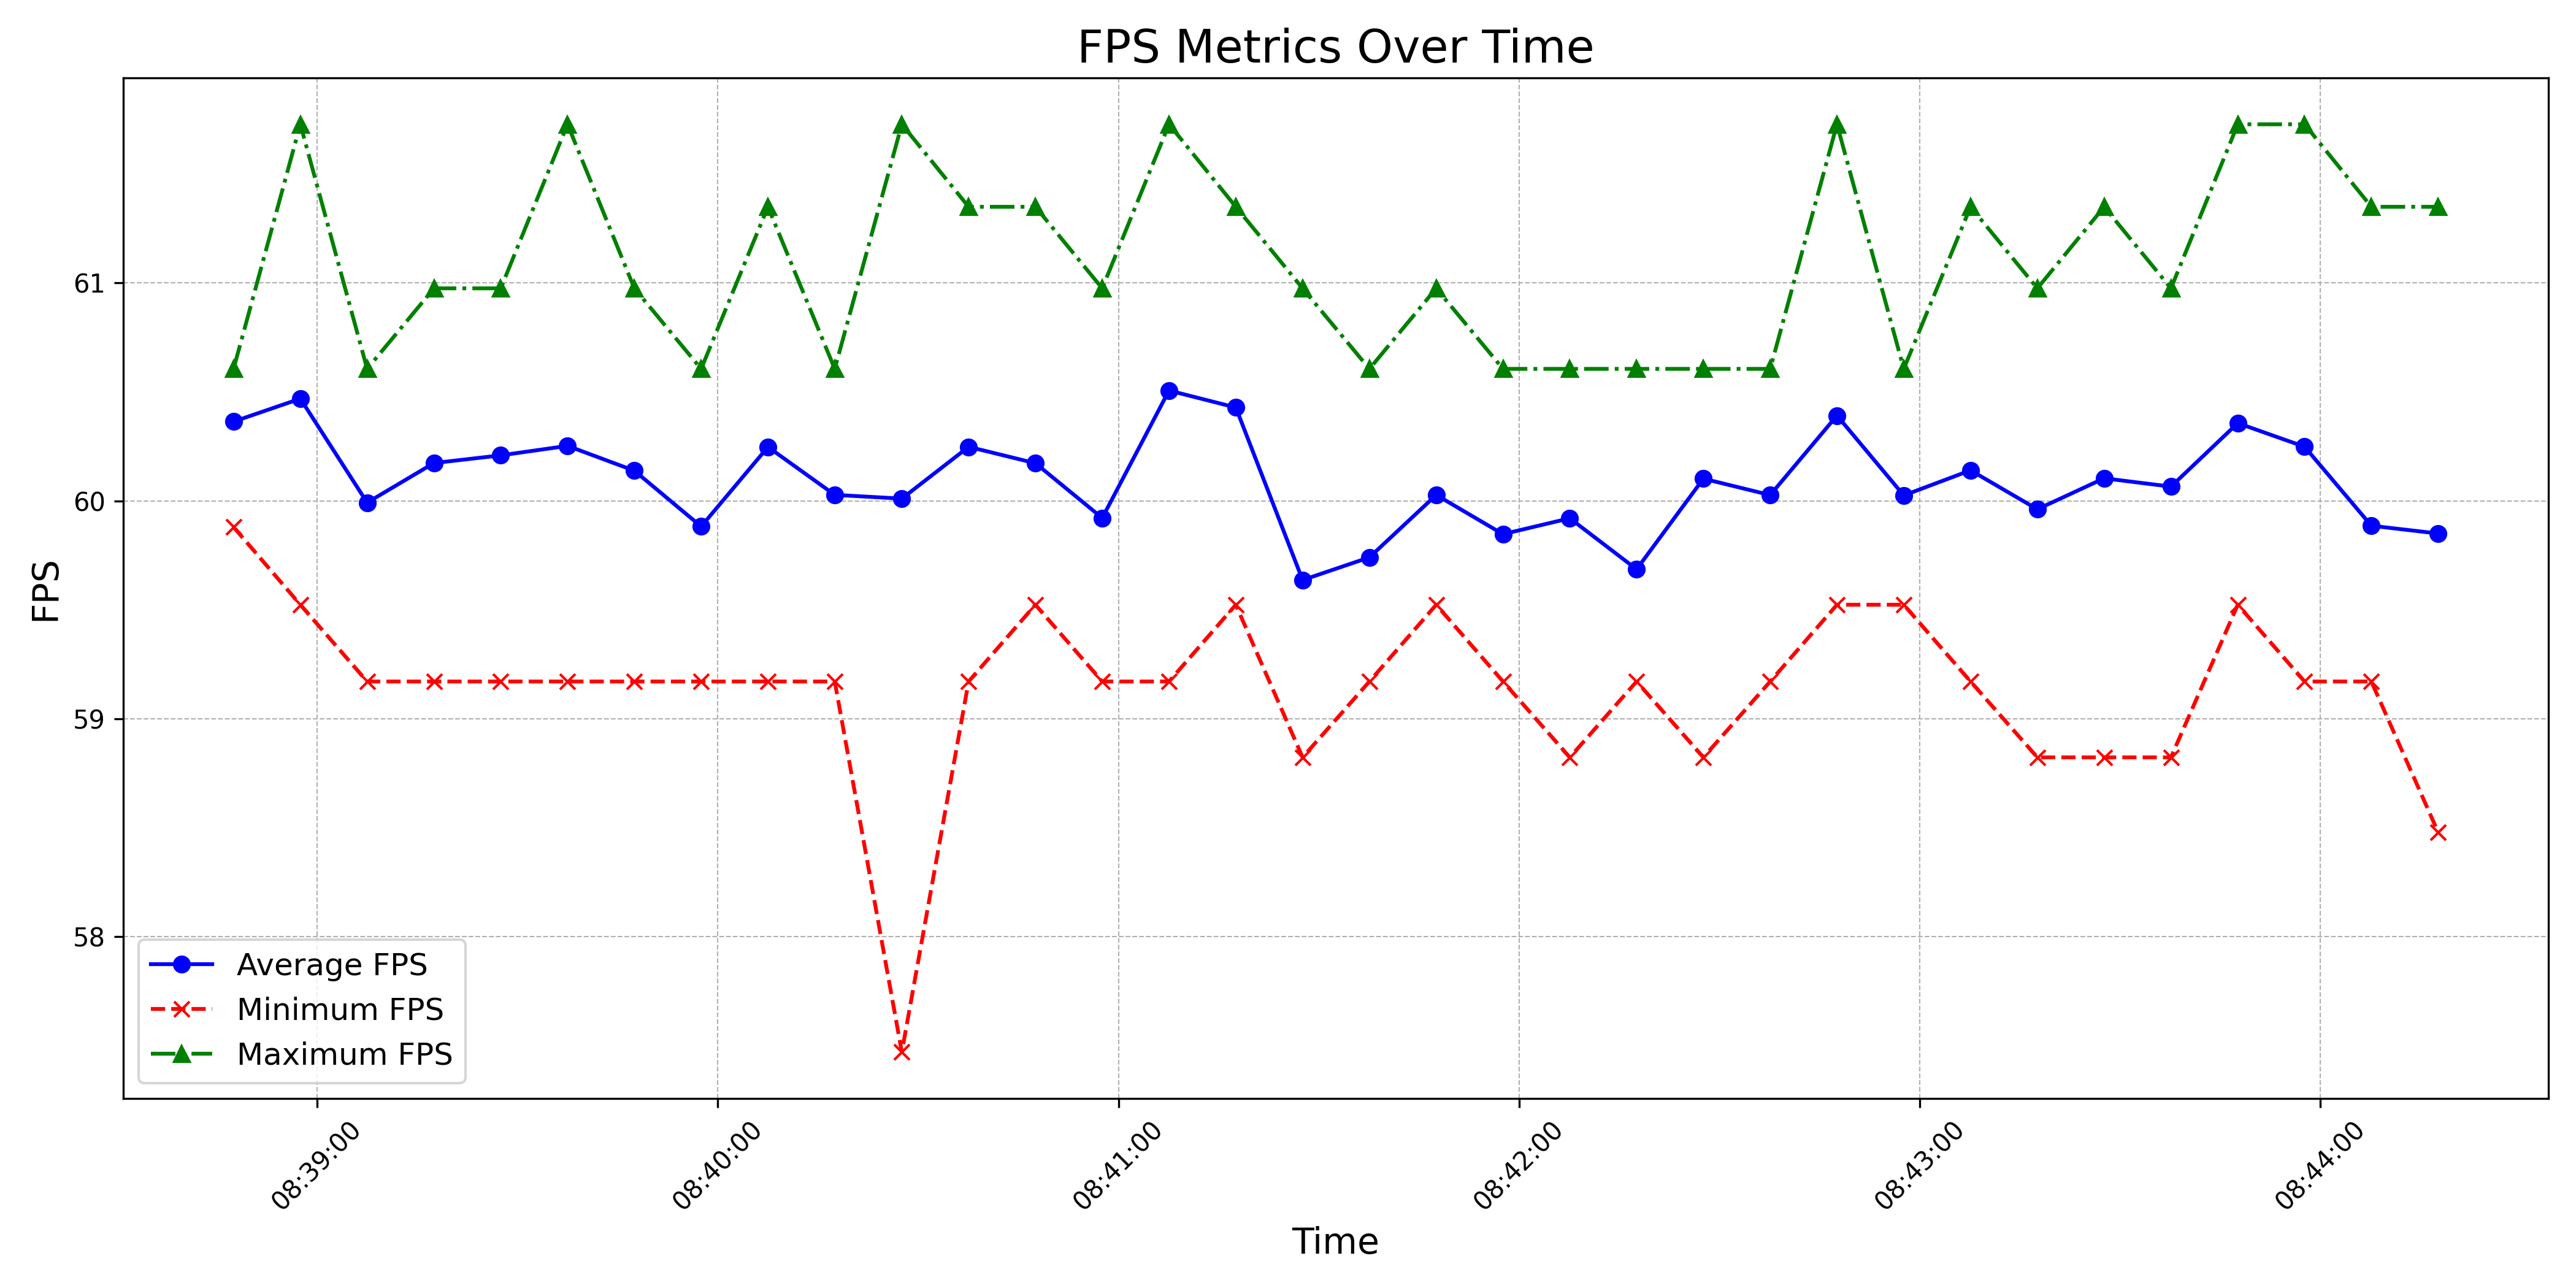 FPS Metrics Over Time
61
60
59
58
FPS
Average FPS
Minimum FPS
Maximum FPS
08:39:00
08:40:00
08:41:00
08:42:00
08:43:00
08:44:00
Time